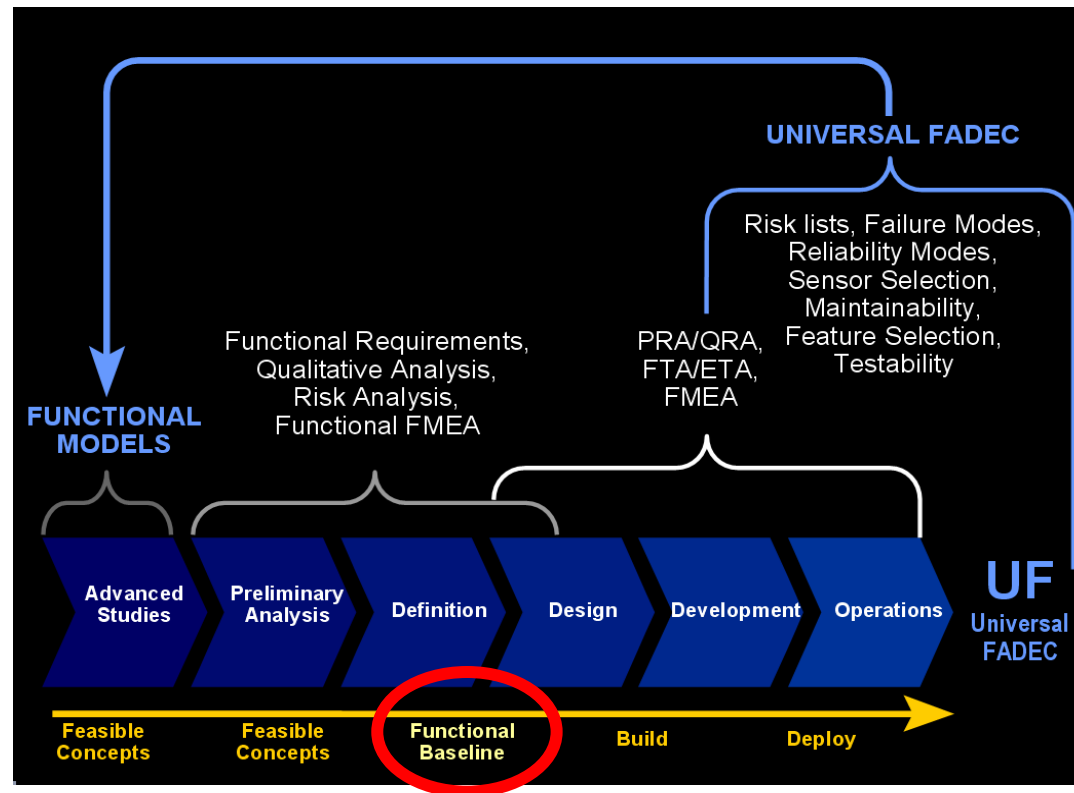 UNIVERSAL FADEC
Risk lists, Failure Modes,
Reliability Modes,
Sensor Selection,
Maintainability,
Feature Selection,
Testability
PRA/QRA,
FTA/ETA,
FMEA
Functional Requirements,
Qualitative Analysis,
Risk Analysis,
Functional FMEA
FUNCTIONAL
MODELS
Advanced
Studies
Preliminary
Analysis
Definition
Design
Development
Operations
UF
Universal
FADEC
Feasible
Concepts
Feasible
Concepts
Functional
Baseline
Build
Deploy